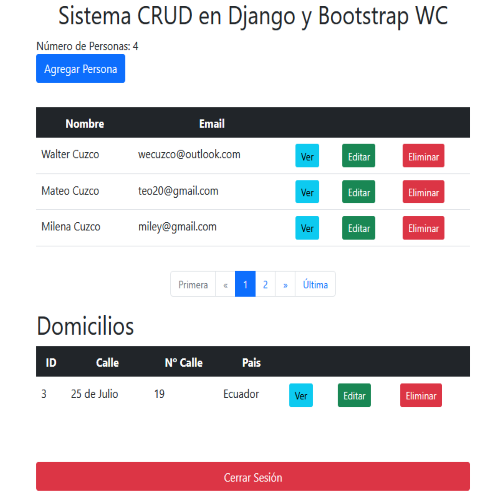 Sistema CRUD en Django y Bootstrap WC
Número de Personas: 4
Agregar Persona
Nombre Email
Walter Cuzco wecuzco@outlook.com Ver Editar Eliminar
Mateo Cuzco teo20@gmail.com Ver Editar Eliminar
Milena Cuzco miley@gmail.com Ver Editar Eliminar
Primera « 1 2 » Última
Domicilios
ID Calle N° Calle Pais
3 25 de Julio 19 Ecuador Ver Editar Eliminar
Cerrar Sesión